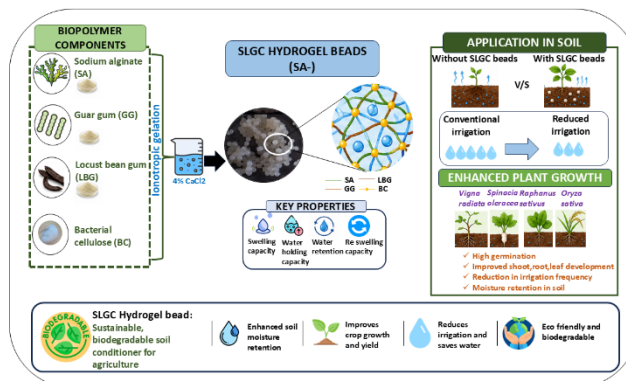 BIOPOLYMER
COMPONENTS
Sodium alginate
(SA)
Guar gum (GG)
Locust bean gum
(LBG)
Bacterial
cellulose (BC)
Ionotropic gelation
4% CaCl2
SLGC HYDROGEL BEADS
(SA-)
SA LBG
GG BC
KEY PROPERTIES
Swelling
capacity
Water
holding
capacity
Water
retention
Re swelling
capacity
APPLICATION IN SOIL
Without SLGC beads
With SLGC beads
V/S
Conventional
irrigation
Reduced
irrigation
ENHANCED PLANT GROWTH
Vigna
radiata
Spinacia
oleracea
Raphanus
sativus
Oryza
sativa
✓ High germination
✓ Improved shoot,root,leaf development
✓ Reduction in irrigation frequency
✓ Moisture retention in soil
BIODEGRADABLE
SLGC Hydrogel bead:
Sustainable,
biodegradable soil
conditioner for
agriculture
Enhanced soil
moisture
retention
Improves
crop growth
and yield
Reduces
irrigation and
saves water
Eco friendly and
biodegradable